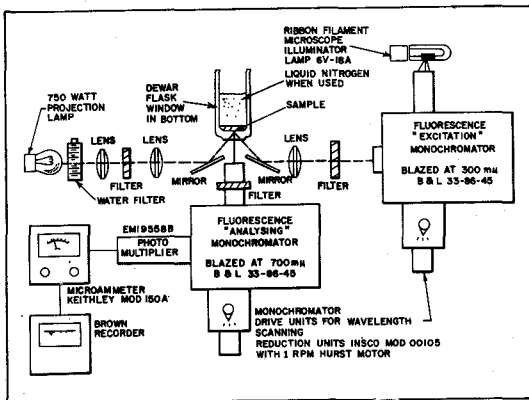 RIBBON FILAMENT
MICROSCOPE
ILLUMINATOR
LAMP 6V-18A
LIQUID NITROGEN
WHEN USED
DEWAR
FLASK
WINDOW
IN BOTTOM
SAMPLE
750 WATT
PROJECTION
LAMP
LENS
LENS
LENS
FILTER
FILTER
MIRROR
MIRROR
FILTER
WATER FILTER
FILTER
FLUORESCENCE
"EXCITATION"
MONOCHROMATOR
BLAZED AT 300 mμ
B & L 33-86-45
FLUORESCENCE
"ANALYSING"
MONOCHROMATOR
BLAZED AT 700mμ
B & L 33-86-45
EMI9558B
PHOTO
MULTIPLIER
MICROAMMETER
KEITHLEY MOD 150A
BROWN
RECORDER
MONOCHROMATOR
DRIVE UNITS FOR WAVELENGTH
SCANNING
REDUCTION UNITS INSCO MOD 00105
WITH 1 RPM HURST MOTOR